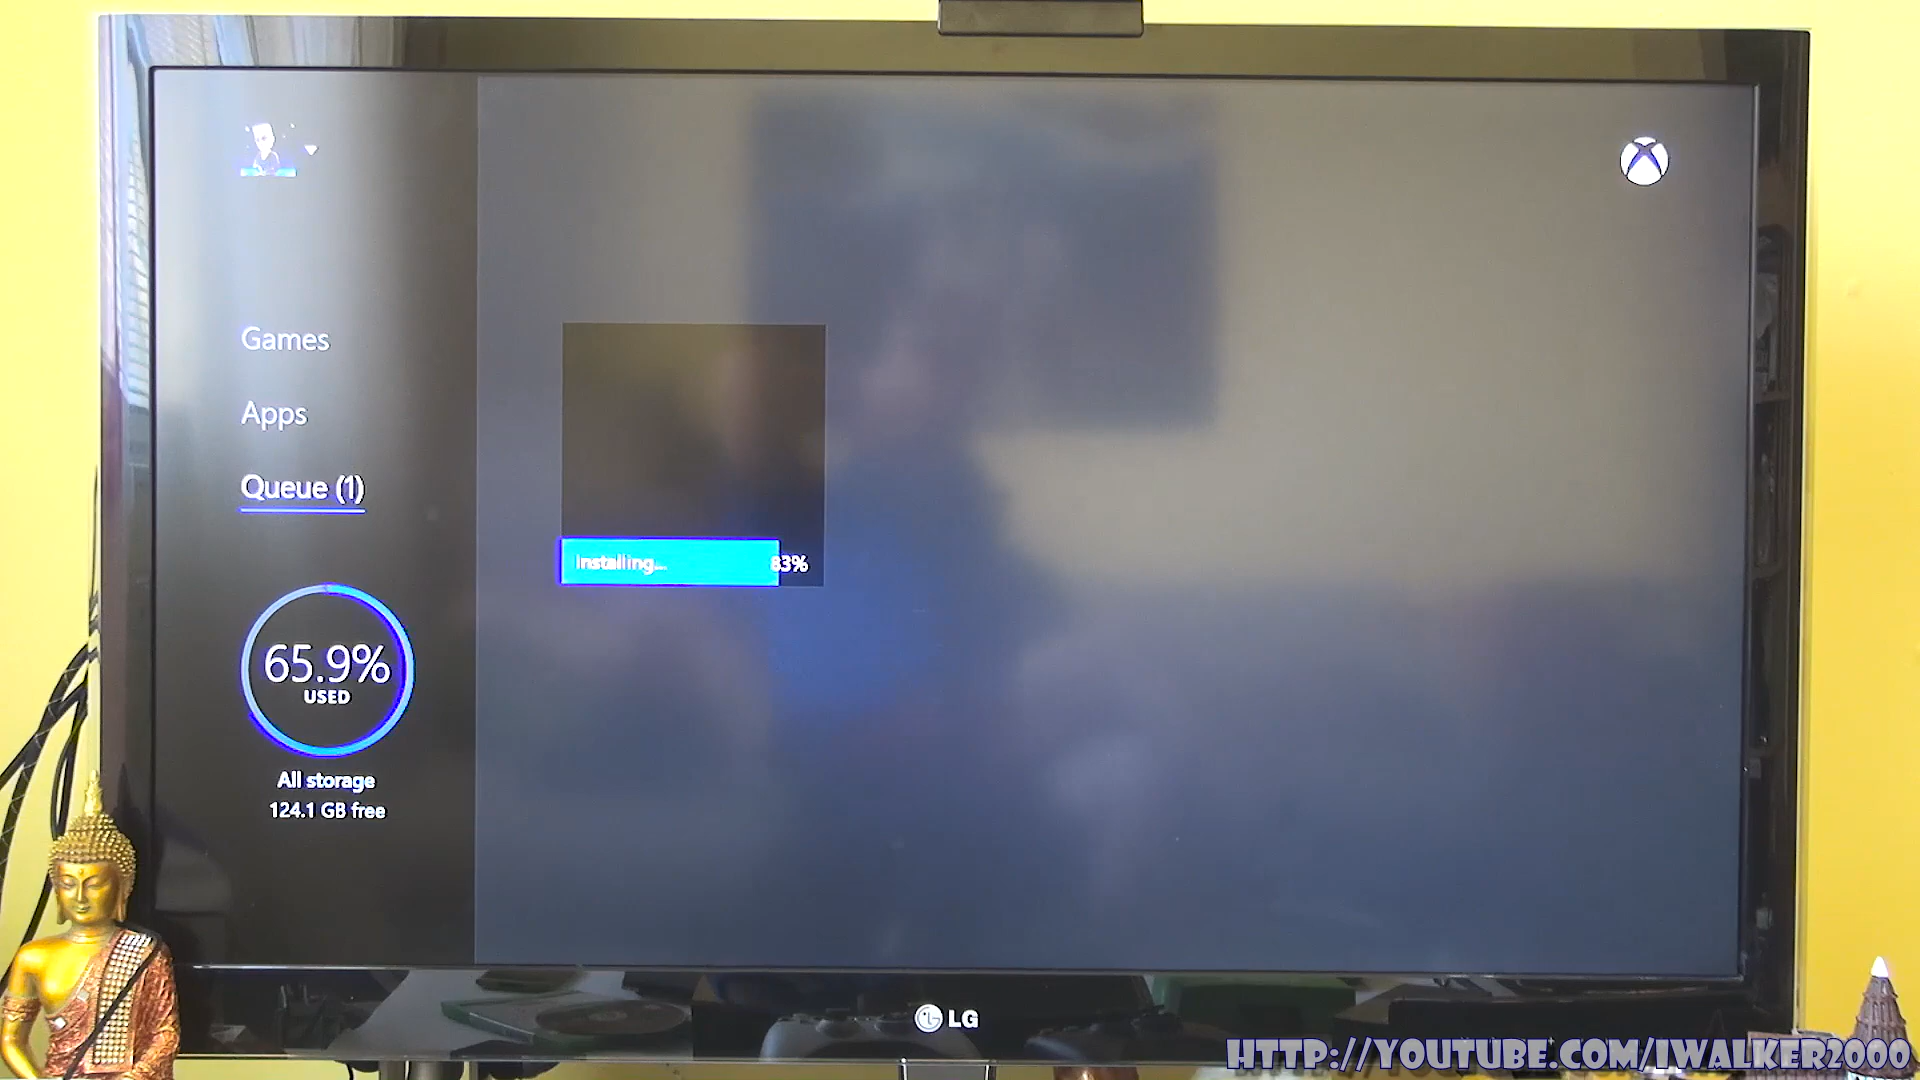 Games
Apps
Queue (1)
Installing... 83%
65.9%
USED
All storage
124.1 GB free
LG
HTTP://YOUTUBE.COM/IWALKER2000